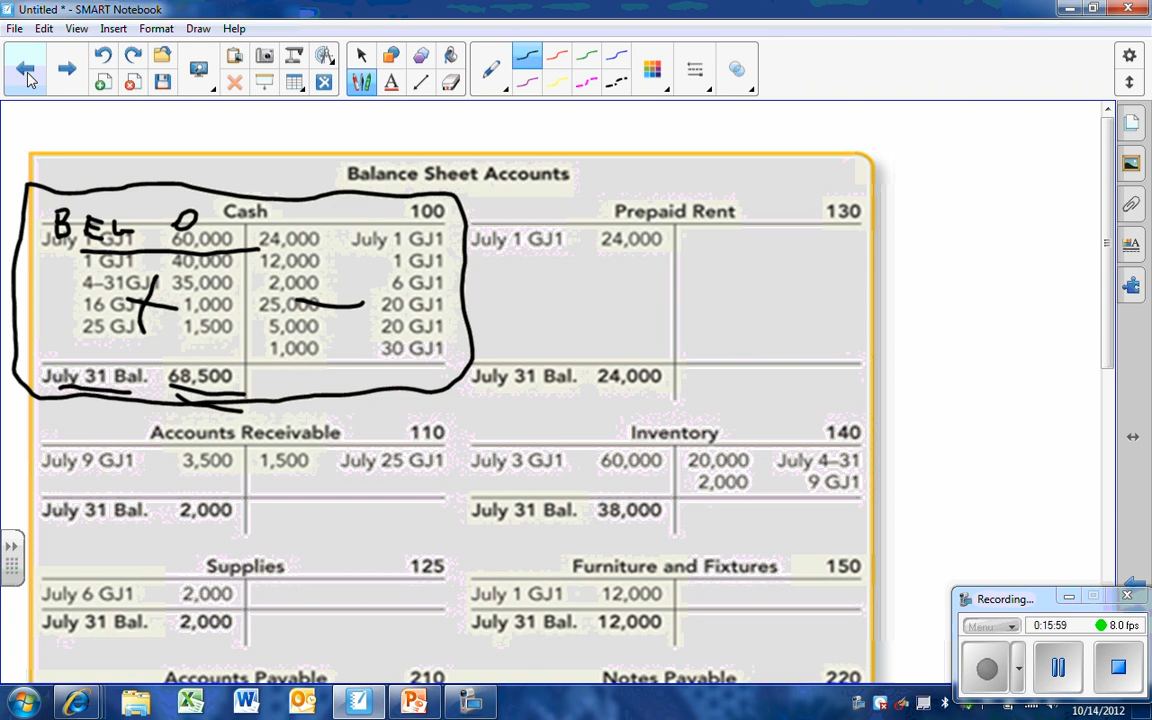 Untitled * - SMART Notebook
File Edit View Insert Format Draw Help
Balance Sheet Accounts
Cash 100
BEL 0
July 1 GJ1 60,000 24,000 July 1 GJ1
1 GJ1 40,000 12,000 1 GJ1
4–31GJ1 35,000 2,000 6 GJ1
16 GJ1 1,000 25,000 20 GJ1
25 GJ1 1,500 5,000 20 GJ1
1,000 30 GJ1
July 31 Bal. 68,500
Prepaid Rent 130
July 1 GJ1 24,000
July 31 Bal. 24,000
Accounts Receivable 110
July 9 GJ1 3,500 1,500 July 25 GJ1
July 31 Bal. 2,000
Inventory 140
July 3 GJ1 60,000 20,000 July 4–31
2,000 9 GJ1
July 31 Bal. 38,000
Supplies 125
July 6 GJ1 2,000
July 31 Bal. 2,000
Furniture and Fixtures 150
July 1 GJ1 12,000
July 31 Bal. 12,000
Accounts Payable 210
Notes Payable 220
Recording...
Menu 0:15:59 8.0 fps
10/14/2012